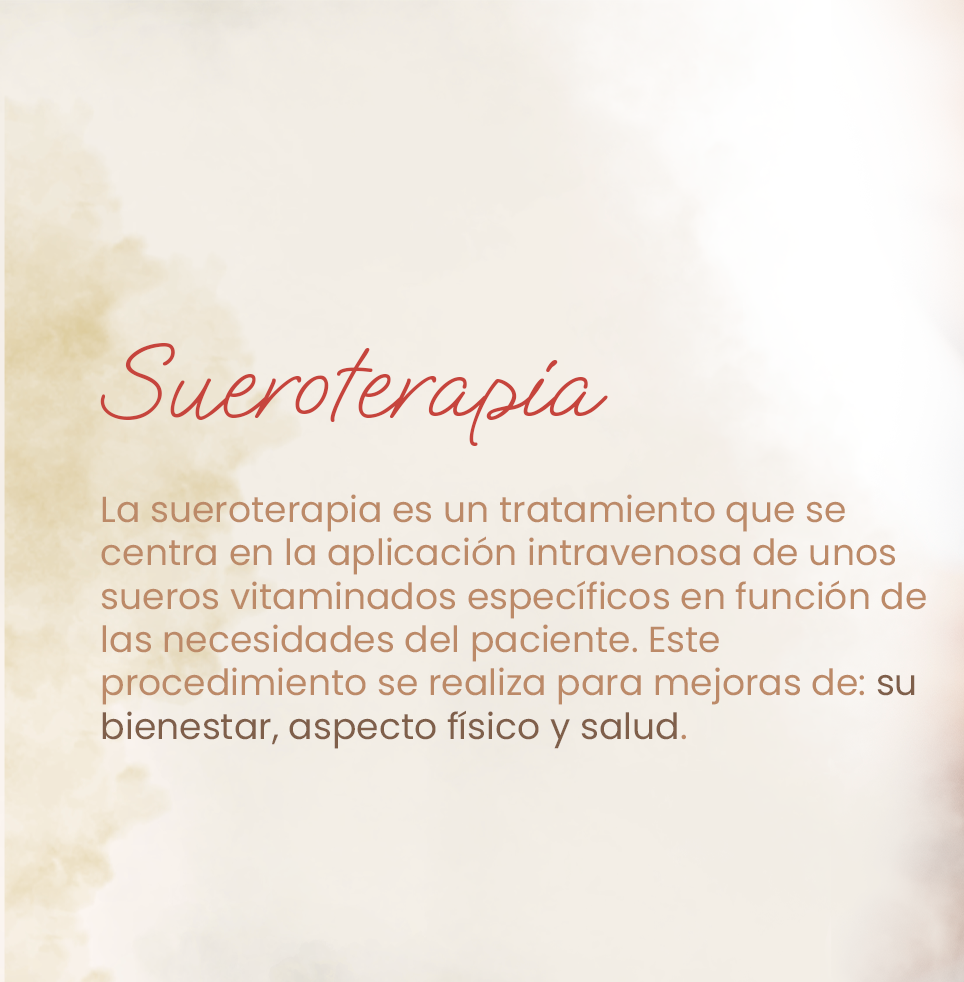 Sueroterapia
La sueroterapia es un tratamiento que se
centra en la aplicación intravenosa de unos
sueros vitaminados específicos en función de
las necesidades del paciente. Este
procedimiento se realiza para mejoras de: su
bienestar, aspecto físico y salud.